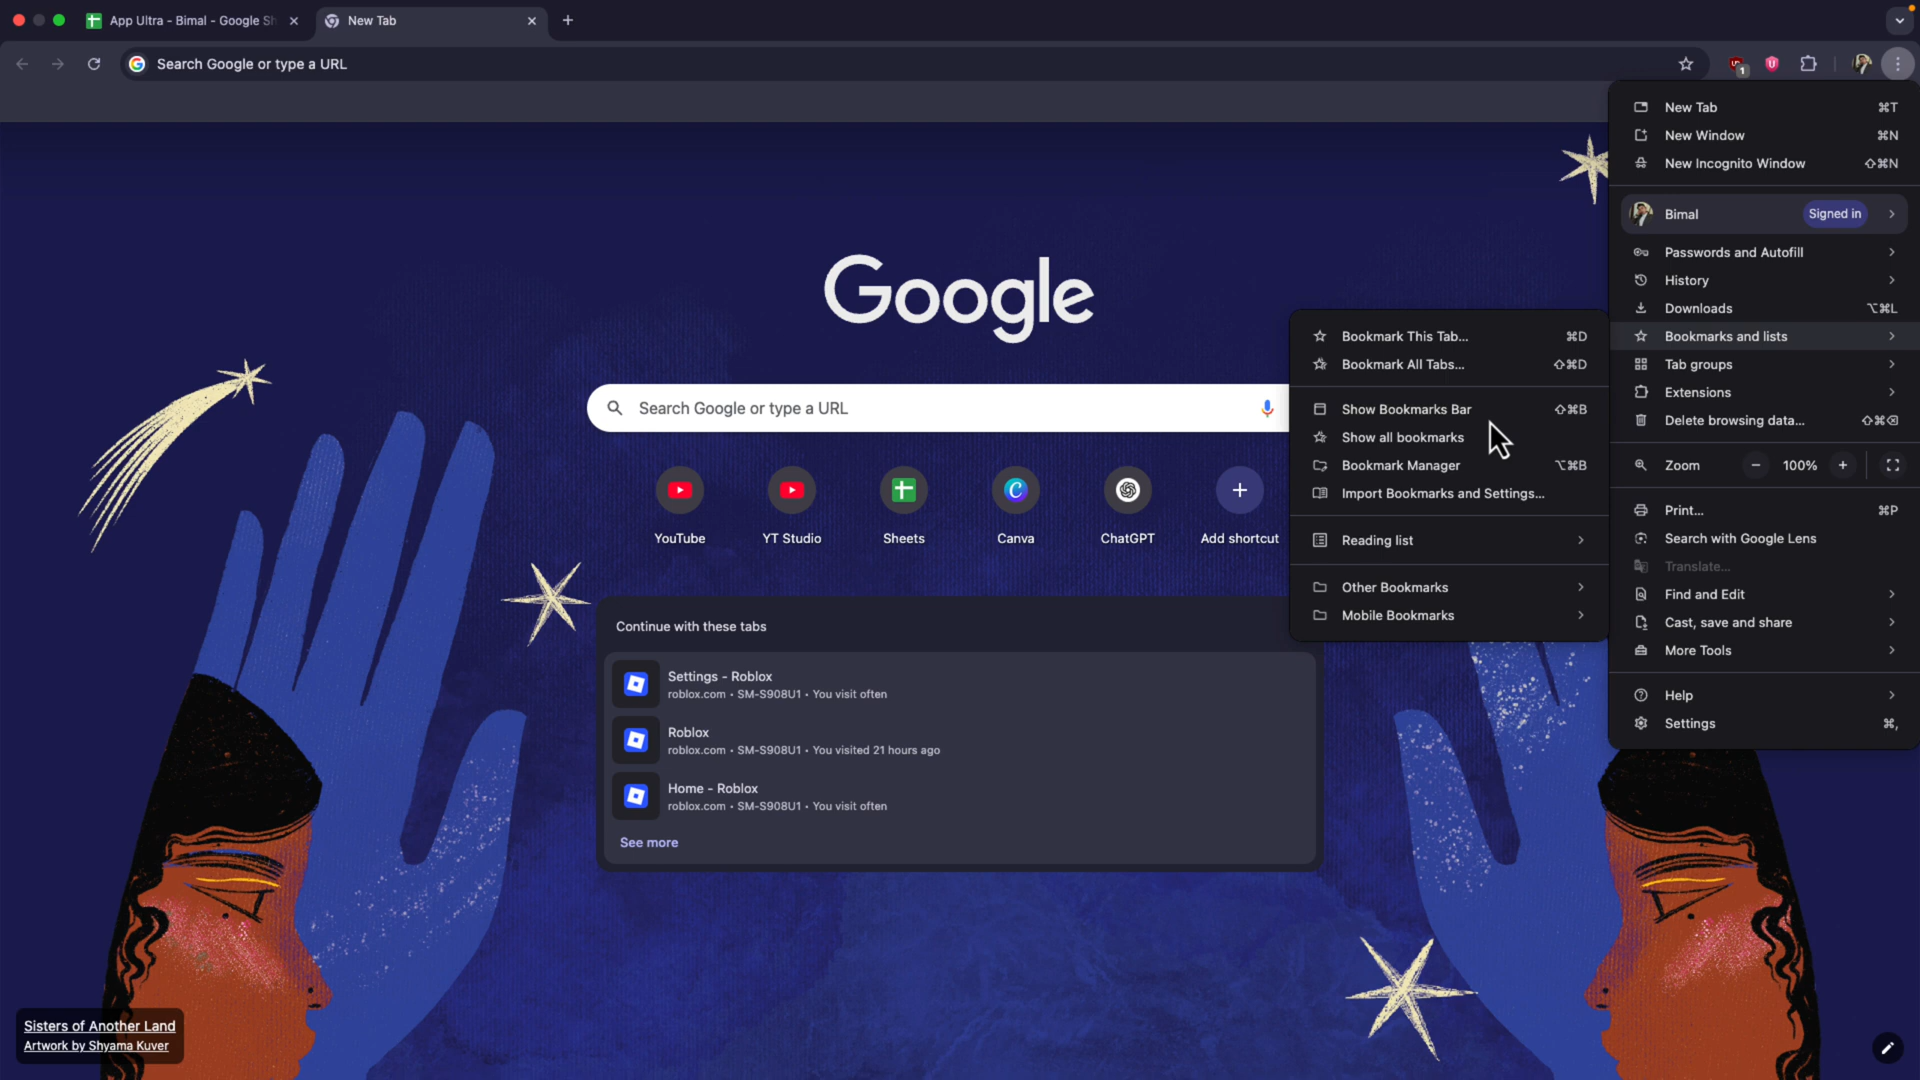 App Ultra - Bimal - Google Sh
New Tab
Search Google or type a URL
1
New Tab ⌘T
New Window ⌘N
New Incognito Window ⇧⌘N
Bimal Signed in
Passwords and Autofill
History
Downloads ⌥⌘L
Bookmarks and lists
Tab groups
Extensions
Delete browsing data... ⇧⌘⌫
Zoom − 100% +
Print... ⌘P
Search with Google Lens
Translate...
Find and Edit
Cast, save and share
More Tools
Help
Settings ⌘,
Bookmark This Tab... ⌘D
Bookmark All Tabs... ⇧⌘D
Show Bookmarks Bar ⇧⌘B
Show all bookmarks
Bookmark Manager ⌥⌘B
Import Bookmarks and Settings...
Reading list
Other Bookmarks
Mobile Bookmarks
Google
Search Google or type a URL
YouTube
YT Studio
Sheets
Canva
ChatGPT
Add shortcut
Continue with these tabs
Settings - Roblox
roblox.com • SM-S908U1 • You visit often
Roblox
roblox.com • SM-S908U1 • You visited 21 hours ago
Home - Roblox
roblox.com • SM-S908U1 • You visit often
See more
Sisters of Another Land
Artwork by Shyama Kuver